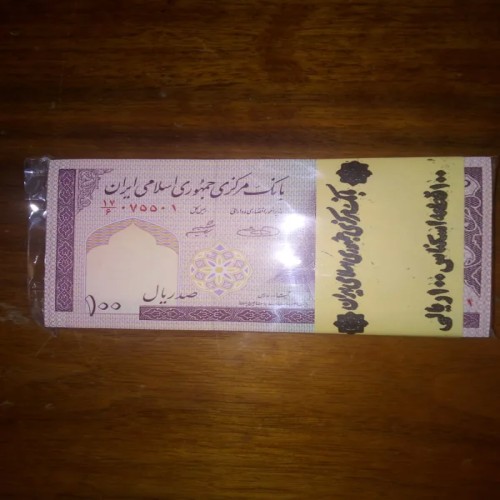 بانک مرکزی جمهوری اسلامی ایران
۱۷/۶ ۰۷۵۵۰۱
صد ریال
۱۰۰
بانک مرکزی جمهوری اسلامی ایران
۱۰۰ قطعه اسکناس ۱۰۰ ریالی